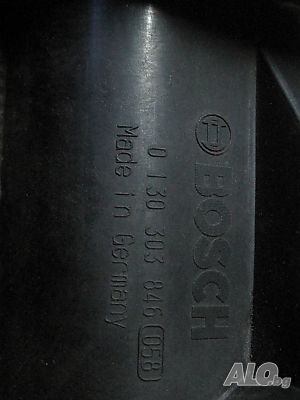 BOSCH
0 130 303 846 058
Made in Germany
ALO.bg